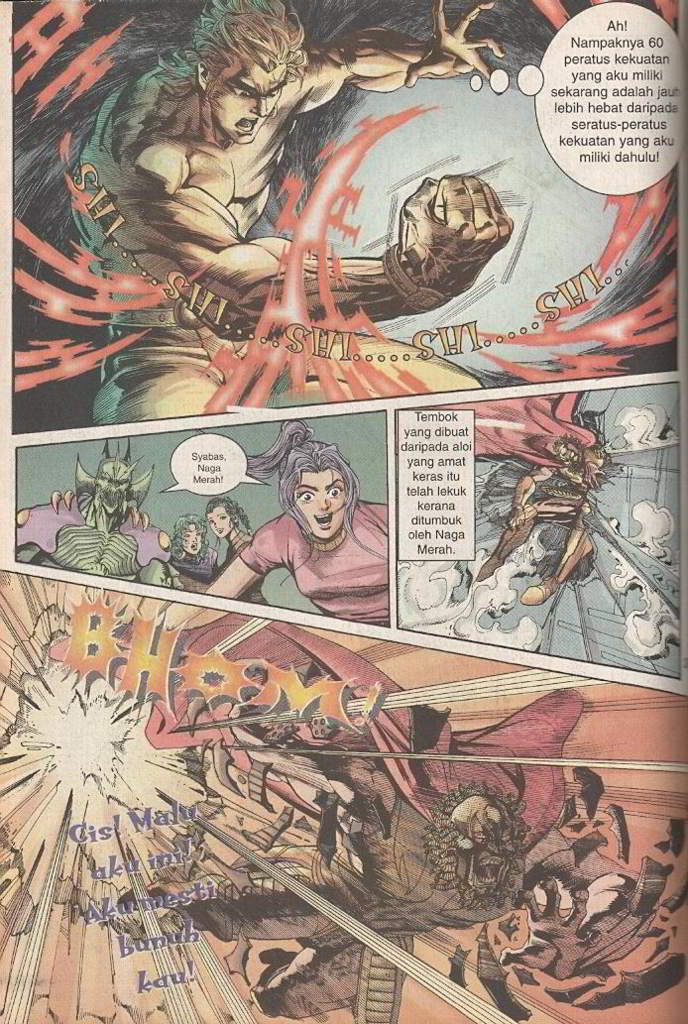 Ah!
Nampaknya 60
peratus kekuatan
yang aku miliki
sekarang adalah jauh
lebih hebat daripada
seratus-peratus
kekuatan yang aku
miliki dahulu!
SHI.....SHI.....SHI.....SHI.....SHI...
Syabas,
Naga
Merah!
Tembok
yang dibuat
daripada aloi
yang amat
keras itu
telah lekuk
kerana
ditumbuk
oleh Naga
Merah.
BHOM!
Cis! Malu
aku ini!
Aku mesti
bunuh
kau!